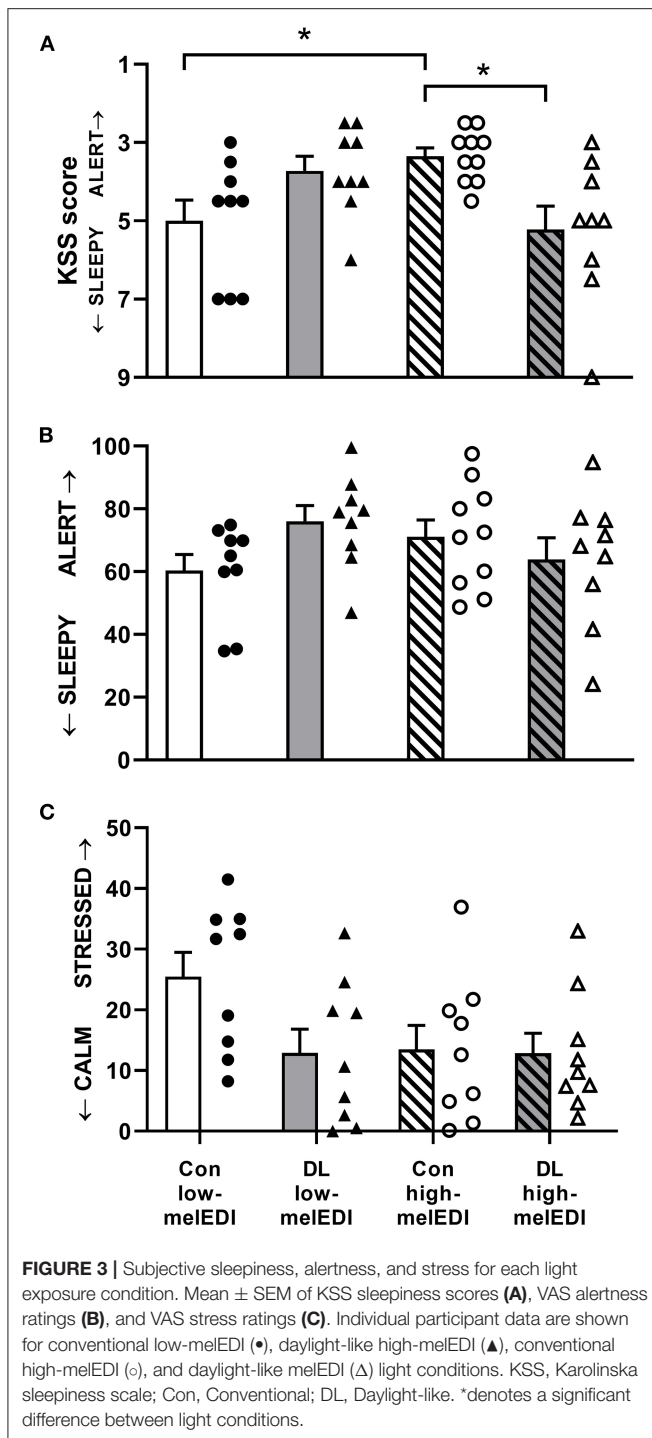 A
*
*
1
3
5
7
9
KSS score
← SLEEPY ALERT→
B
100
80
60
40
20
0
← SLEEPY ALERT →
C
50
40
30
20
10
0
← CALM STRESSED →
Con DL Con DL
low- low- high- high-
melEDI melEDI melEDI melEDI
FIGURE 3 | Subjective sleepiness, alertness, and stress for each light
exposure condition. Mean ± SEM of KSS sleepiness scores (A), VAS alertness
ratings (B), and VAS stress ratings (C). Individual participant data are shown
for conventional low-melEDI (●), daylight-like high-melEDI (▲), conventional
high-melEDI (○), and daylight-like melEDI (Δ) light conditions. KSS, Karolinska
sleepiness scale; Con, Conventional; DL, Daylight-like. *denotes a significant
difference between light conditions.